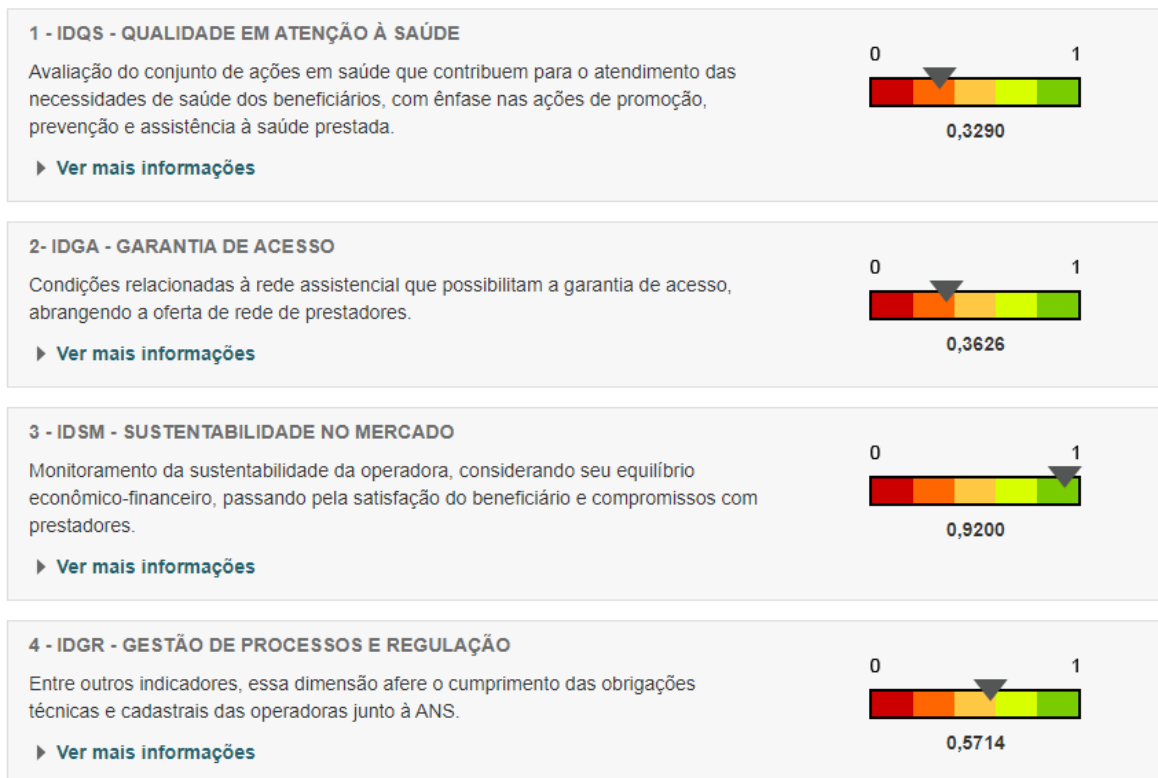 1 - IDQS - QUALIDADE EM ATENÇÃO À SAÚDE
Avaliação do conjunto de ações em saúde que contribuem para o atendimento das
necessidades de saúde dos beneficiários, com ênfase nas ações de promoção,
prevenção e assistência à saúde prestada.
Ver mais informações
0 1
0,3290
2- IDGA - GARANTIA DE ACESSO
Condições relacionadas à rede assistencial que possibilitam a garantia de acesso,
abrangendo a oferta de rede de prestadores.
Ver mais informações
0 1
0,3626
3 - IDSM - SUSTENTABILIDADE NO MERCADO
Monitoramento da sustentabilidade da operadora, considerando seu equilíbrio
econômico-financeiro, passando pela satisfação do beneficiário e compromissos com
prestadores.
Ver mais informações
0 1
0,9200
4 - IDGR - GESTÃO DE PROCESSOS E REGULAÇÃO
Entre outros indicadores, essa dimensão afere o cumprimento das obrigações
técnicas e cadastrais das operadoras junto à ANS.
Ver mais informações
0 1
0,5714